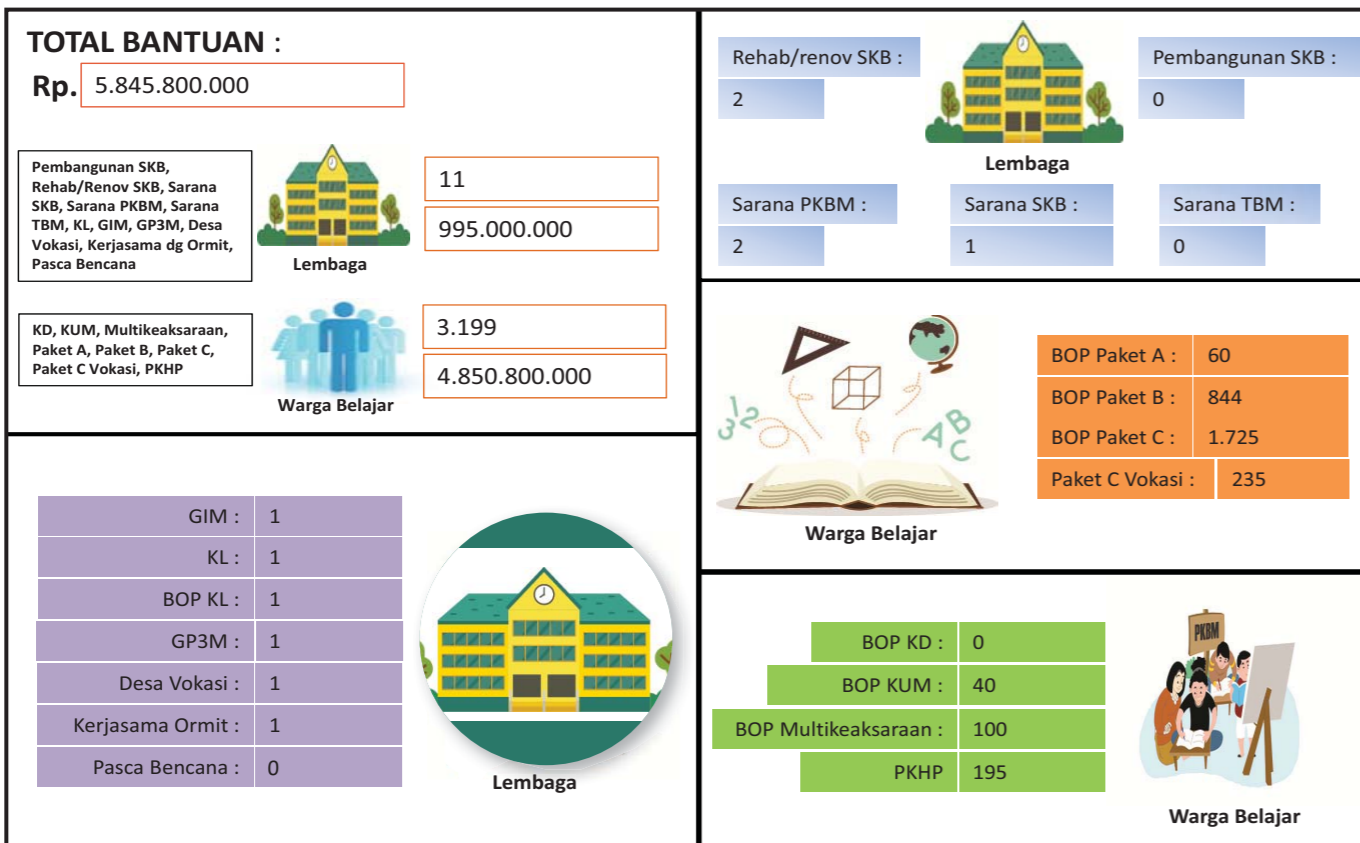 TOTAL BANTUAN :
Rp. 5.845.800.000
Pembangunan SKB,
Rehab/Renov SKB, Sarana
SKB, Sarana PKBM, Sarana
TBM, KL, GIM, GP3M, Desa
Vokasi, Kerjasama dg Ormit,
Pasca Bencana
Lembaga
11
995.000.000
KD, KUM, Multikeaksaraan,
Paket A, Paket B, Paket C,
Paket C Vokasi, PKHP
Warga Belajar
3.199
4.850.800.000
Rehab/renov SKB :
2
Pembangunan SKB :
0
Lembaga
Sarana PKBM :
2
Sarana SKB :
1
Sarana TBM :
0
123
ABC
Warga Belajar
BOP Paket A : 60
BOP Paket B : 844
BOP Paket C : 1.725
Paket C Vokasi : 235
GIM : 1
KL : 1
BOP KL : 1
GP3M : 1
Desa Vokasi : 1
Kerjasama Ormit : 1
Pasca Bencana : 0
Lembaga
BOP KD : 0
BOP KUM : 40
BOP Multikeaksaraan : 100
PKHP 195
PKBM
Warga Belajar